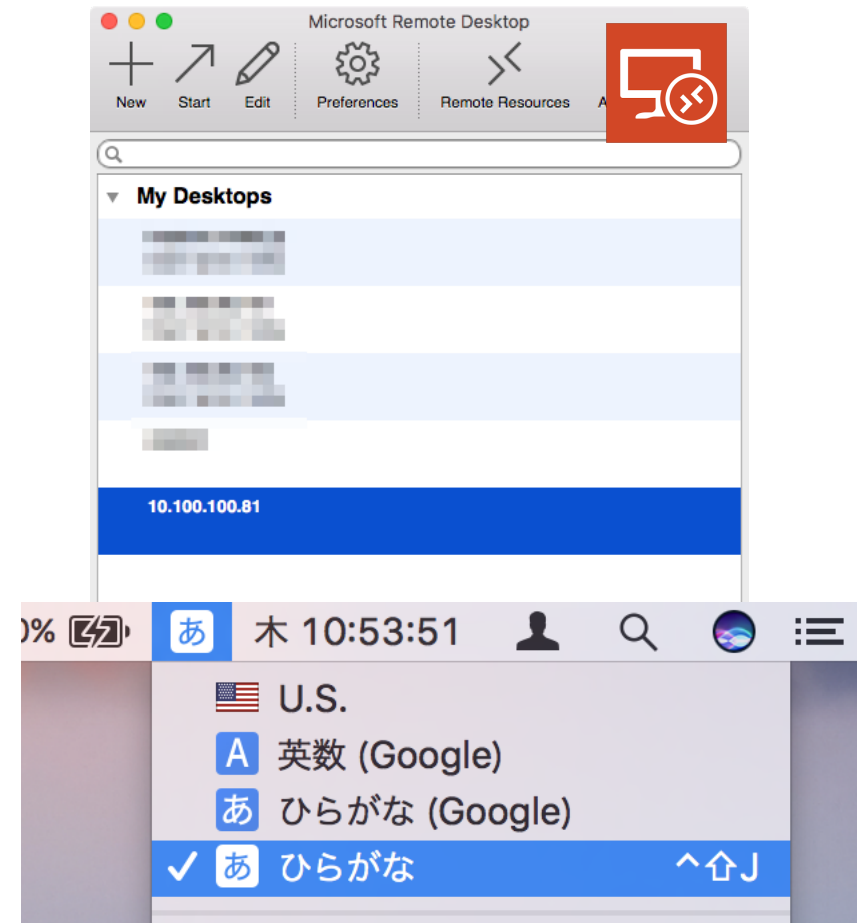 Microsoft Remote Desktop
New Start Edit Preferences Remote Resources
My Desktops
10.100.100.81
% あ 木 10:53:51
U.S.
A 英数 (Google)
あ ひらがな (Google)
✓ あ ひらがな ^⇧J